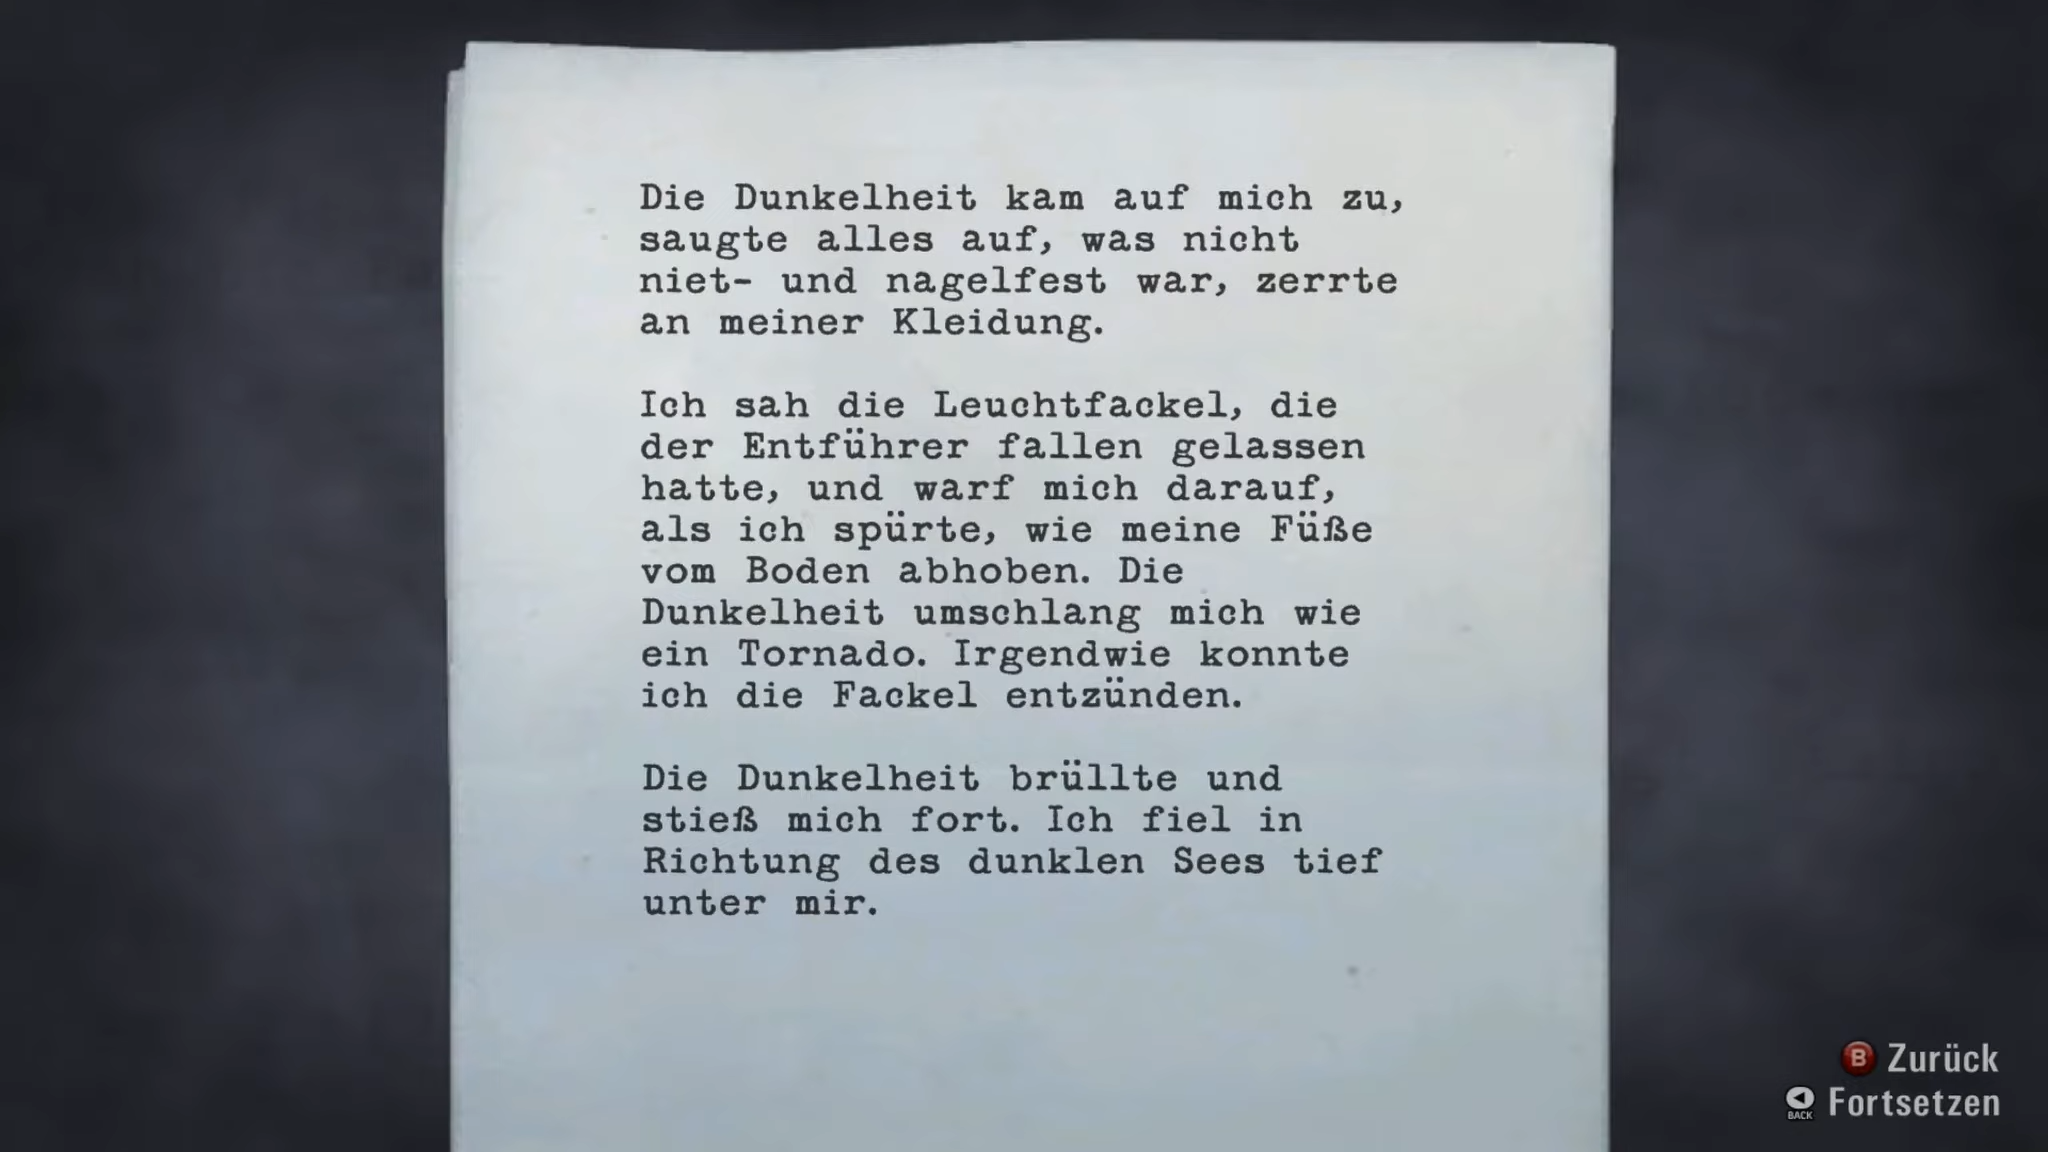 Die Dunkelheit kam auf mich zu,
saugte alles auf, was nicht
niet- und nagelfest war, zerrte
an meiner Kleidung.
Ich sah die Leuchtfackel, die
der Entführer fallen gelassen
hatte, und warf mich darauf,
als ich spürte, wie meine Füße
vom Boden abhoben. Die
Dunkelheit umschlang mich wie
ein Tornado. Irgendwie konnte
ich die Fackel entzünden.
Die Dunkelheit brüllte und
stieß mich fort. Ich fiel in
Richtung des dunklen Sees tief
unter mir.
B Zurück
BACK Fortsetzen